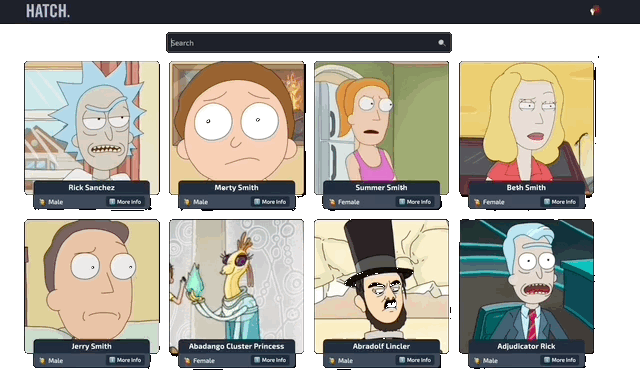 HATCH.
Search
Rick Sanchez
Male
More Info
Morty Smith
Male
More Info
Summer Smith
Female
More Info
Beth Smith
Female
More Info
Jerry Smith
Male
More Info
Abadango Cluster Princess
Female
More Info
Abradolf Lincler
Male
More Info
Adjudicator Rick
Male
More Info